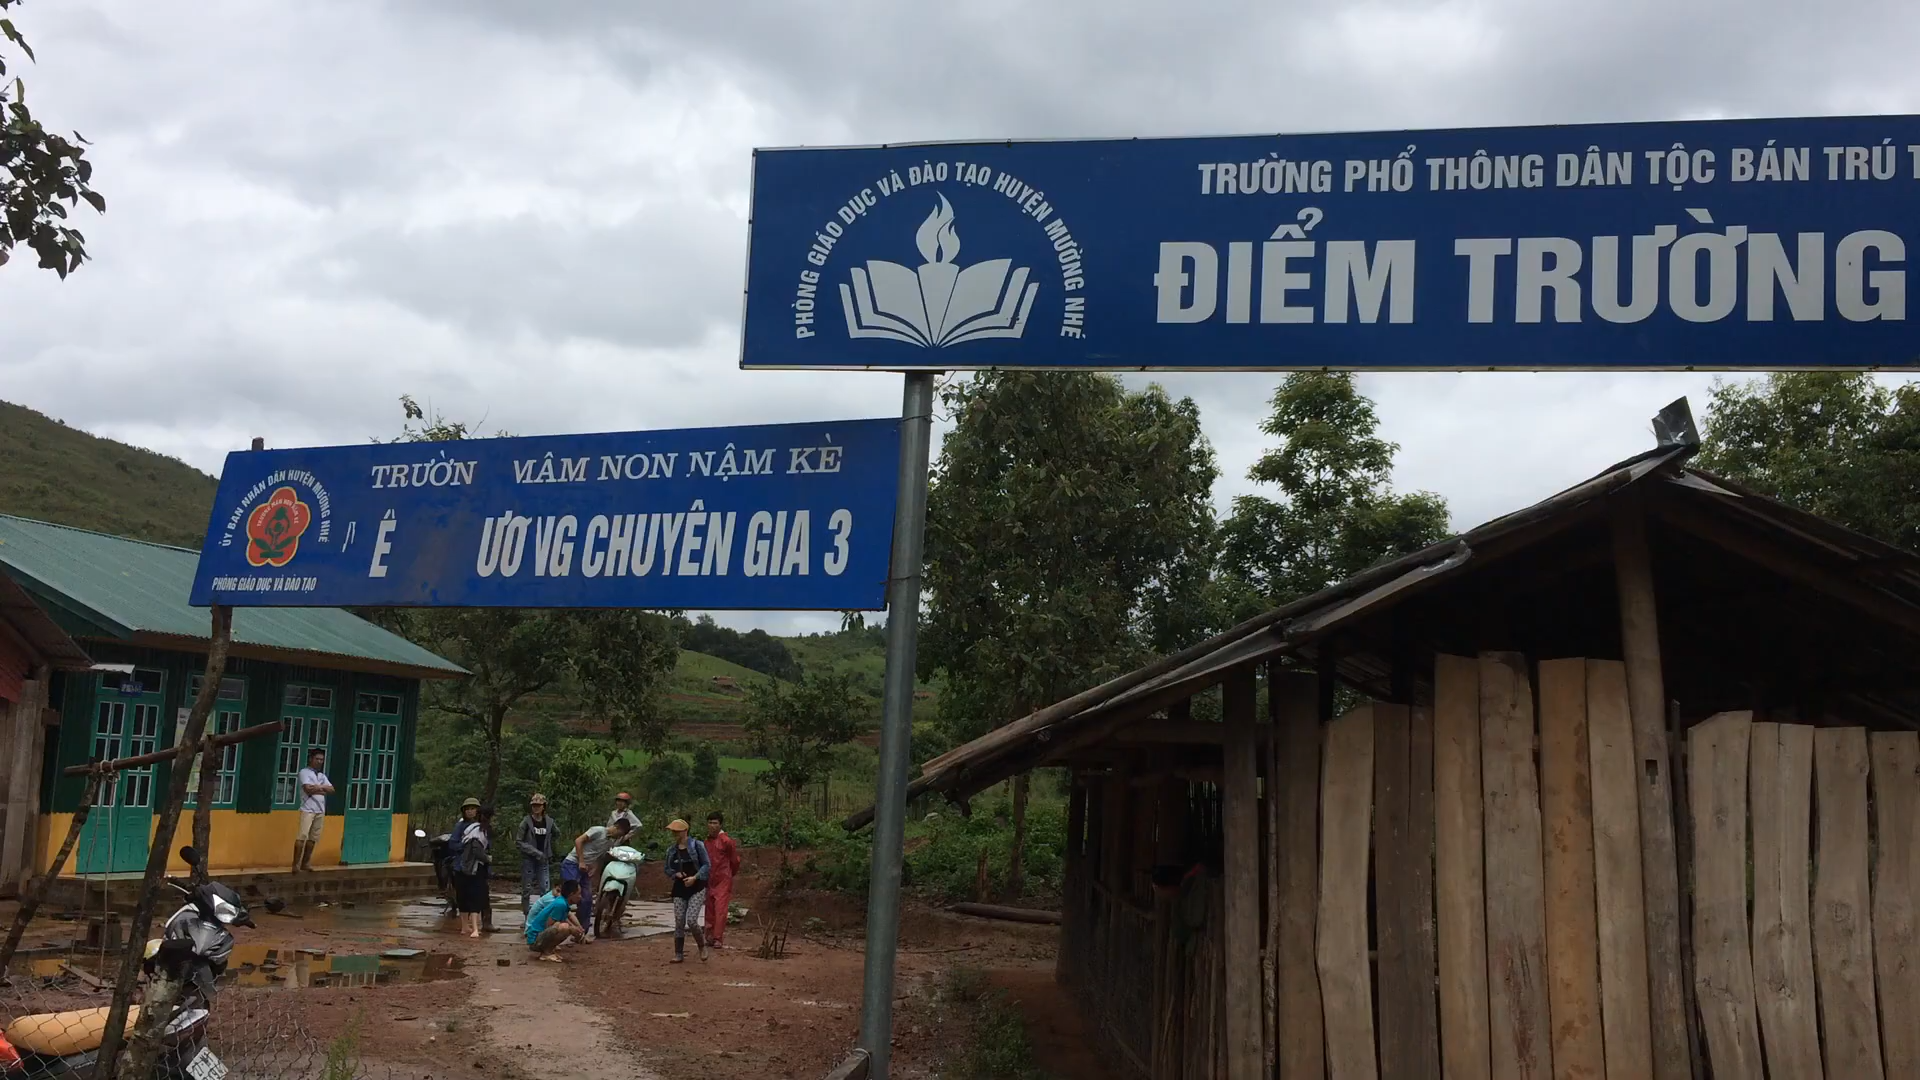 PHÒNG GIÁO DỤC VÀ ĐÀO TẠO HUYỆN MƯỜNG NHÉ
TRƯỜNG PHỔ THÔNG DÂN TỘC BÁN TRÚ T
ĐIỂM TRƯỜNG
ỦY BAN NHÂN DÂN HUYỆN MƯỜNG NHÉ
PHÒNG GIÁO DỤC VÀ ĐÀO TẠO
TRƯỜN MÂM NON NẬM KÈ
Ê ƯƠNG CHUYÊN GIA 3